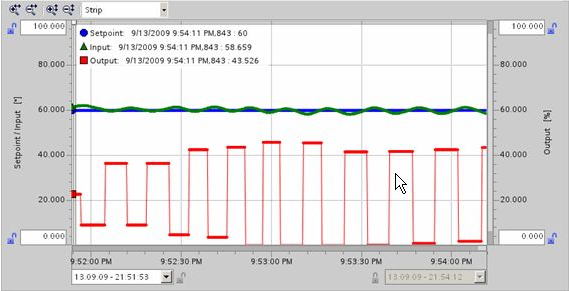 Strip
100.000
100.000
Setpoint: 9/13/2009 9:54:11 PM,843 : 60
Input: 9/13/2009 9:54:11 PM,843 : 58.659
Output: 9/13/2009 9:54:11 PM,843 : 43.526
80.000
80.000
60.000
60.000
Setpoint / Input [°]
Output [%]
40.000
40.000
20.000
20.000
0.000
0.000
9:52:00 PM
9:52:30 PM
9:53:00 PM
9:53:30 PM
9:54:00 PM
13.09.09 - 21:51:53
13.09.09 - 21:54:12